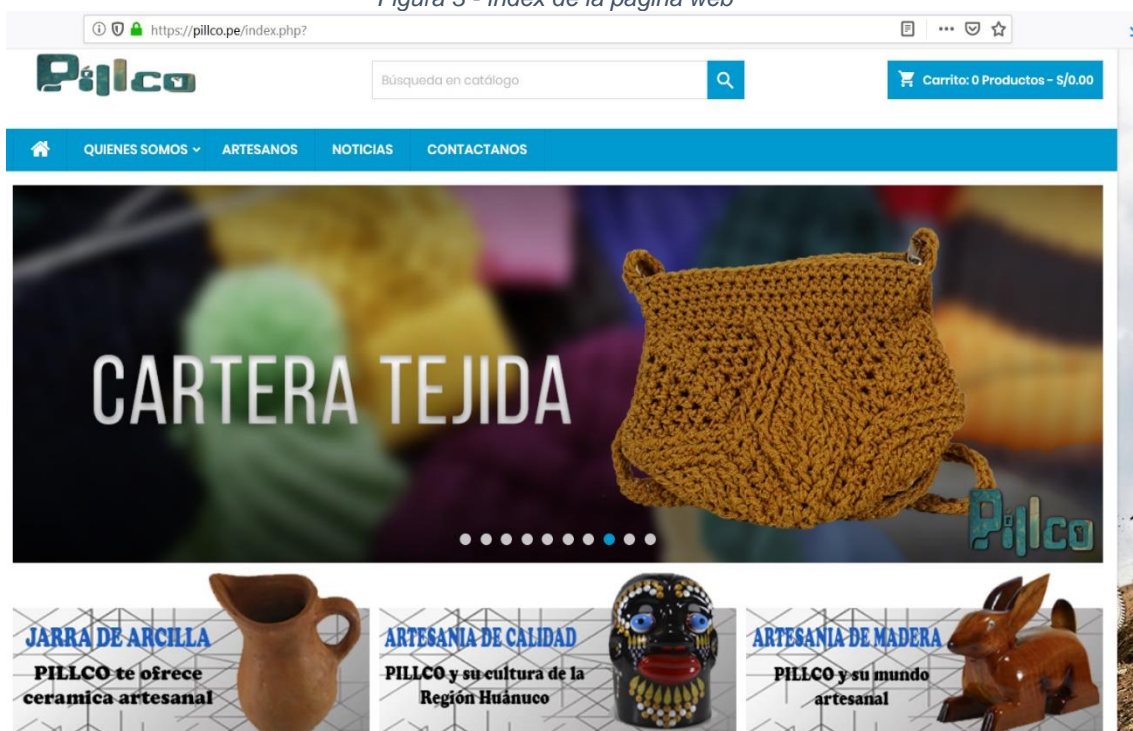 Figura 3 - Index de la página web
https://pillco.pe/index.php?
Pillco
Búsqueda en catálogo
Carrito: 0 Productos - S/0.00
QUIENES SOMOS
ARTESANOS
NOTICIAS
CONTACTANOS
CARTERA TEJIDA
Pillco
JARRA DE ARCILLA
PILLCO te ofrece
ceramica artesanal
ARTESANIA DE CALIDAD
PILLCO y su cultura de la
Región Huánuco
ARTESANIA DE MADERA
PILLCO y su mundo
artesanal